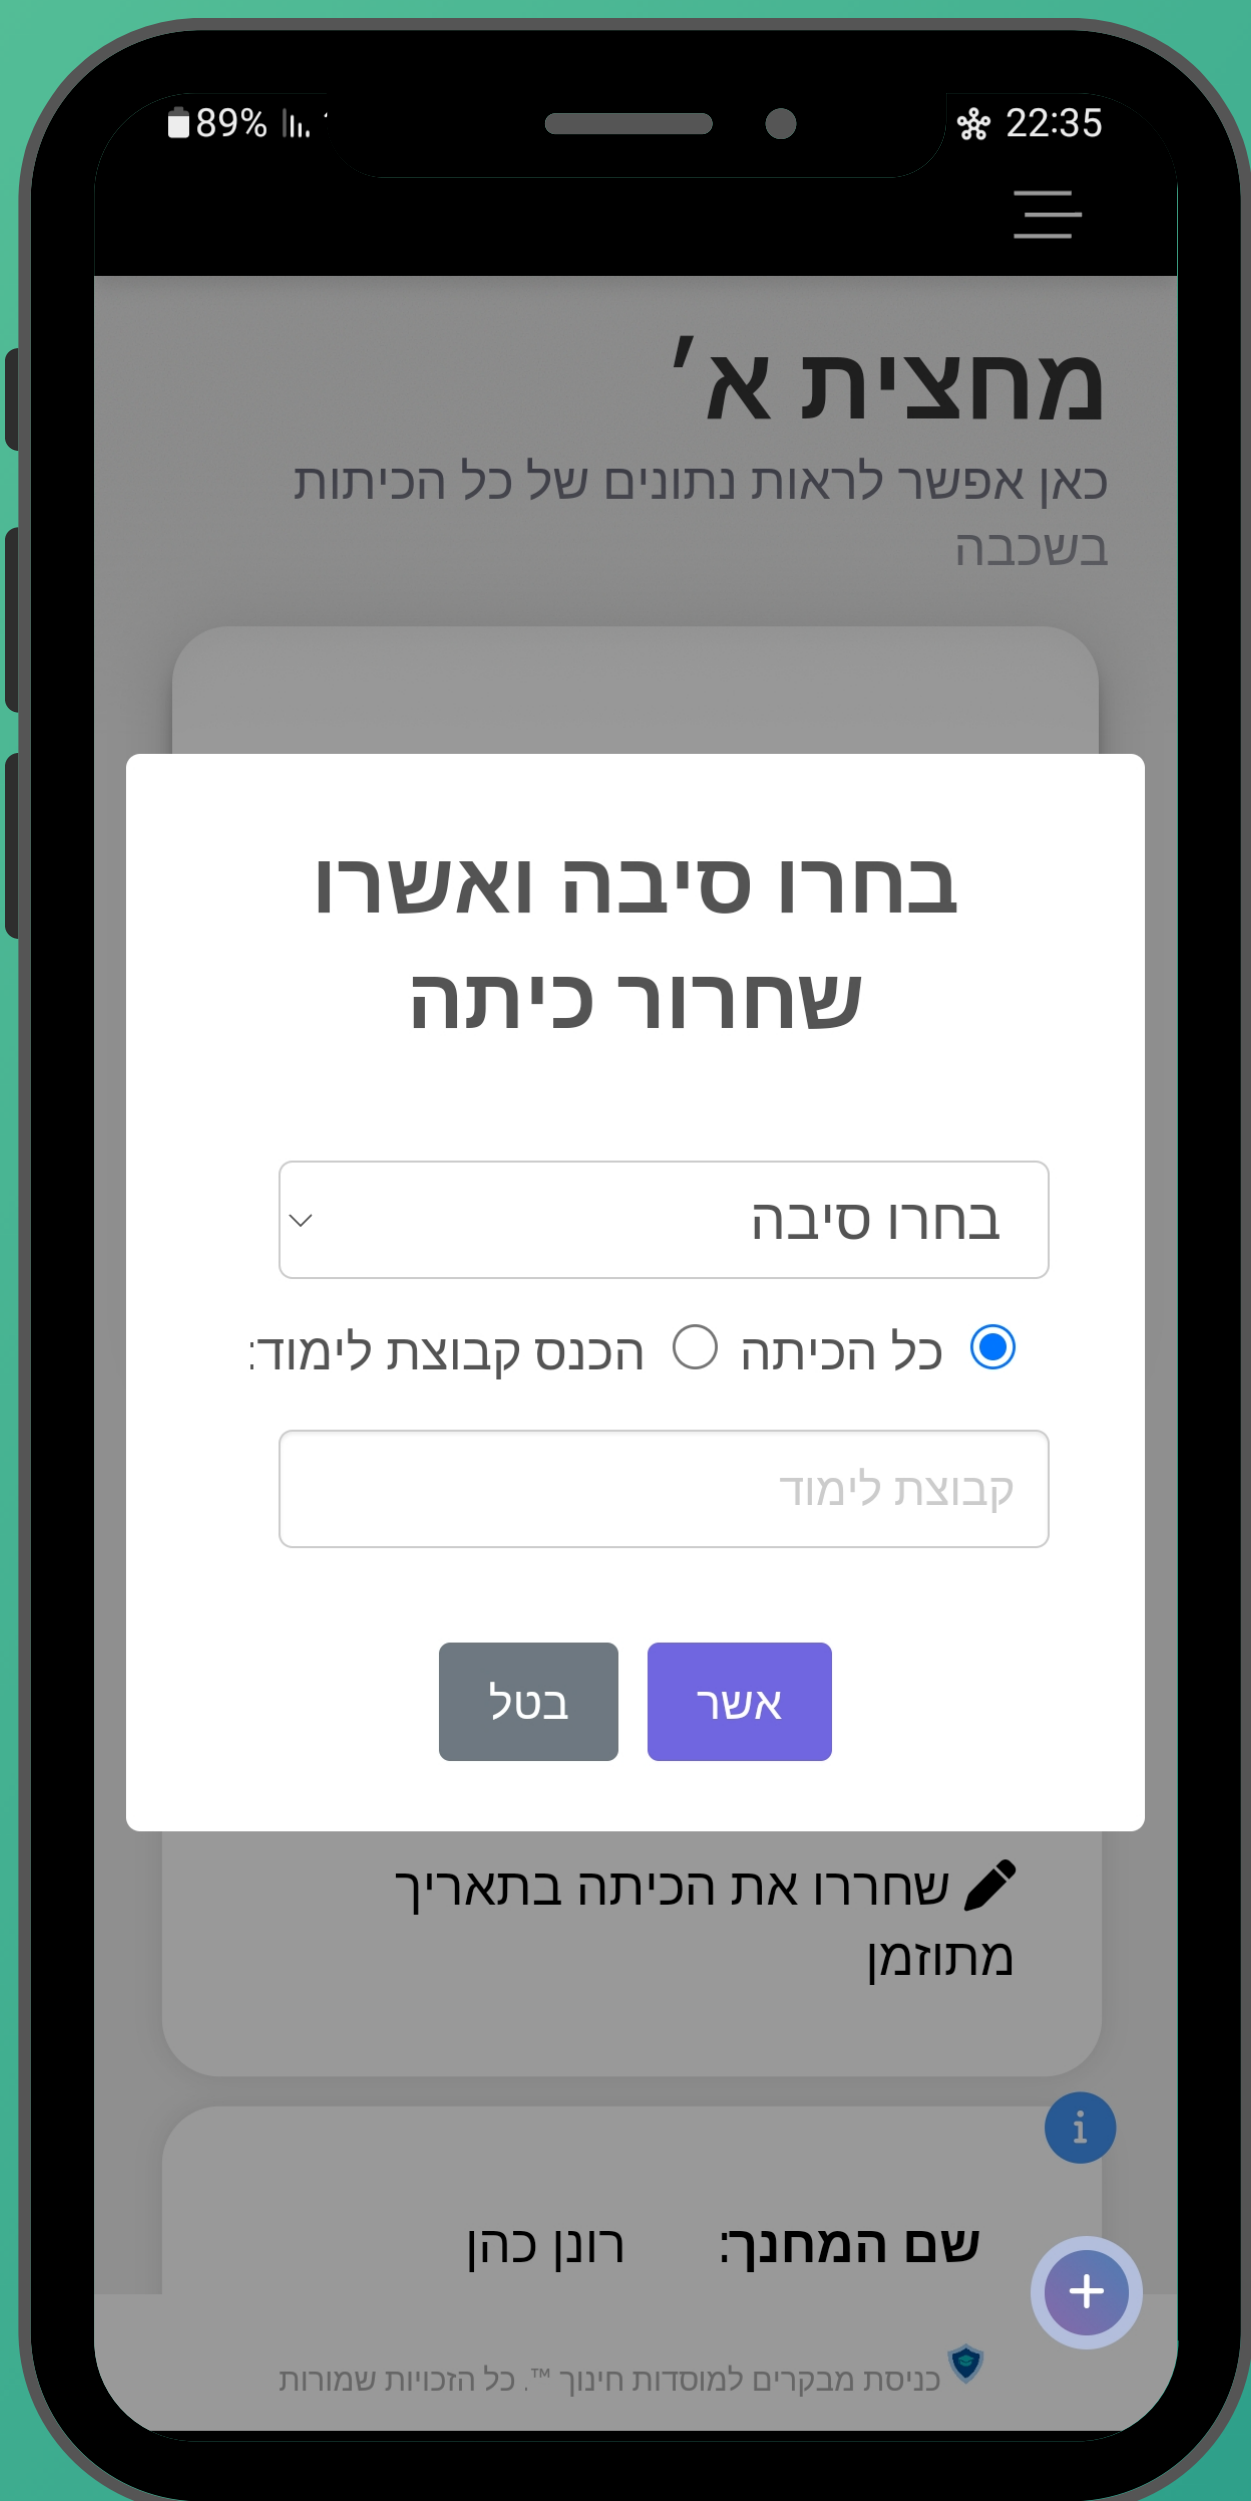 89%
22:35
מחצית א'
כאן אפשר לראות נתונים של כל הכיתות
בשכבה
בחרו סיבה ואשרו
שחרור כיתה
בחרו סיבה
כל הכיתה הכנס קבוצת לימוד:
קבוצת לימוד
אשר בטל
שחררו את הכיתה בתאריך
מתוזמן
שם המחנך: רונן כהן
כניסת מבקרים למוסדות חינוך ™. כל הזכויות שמורות